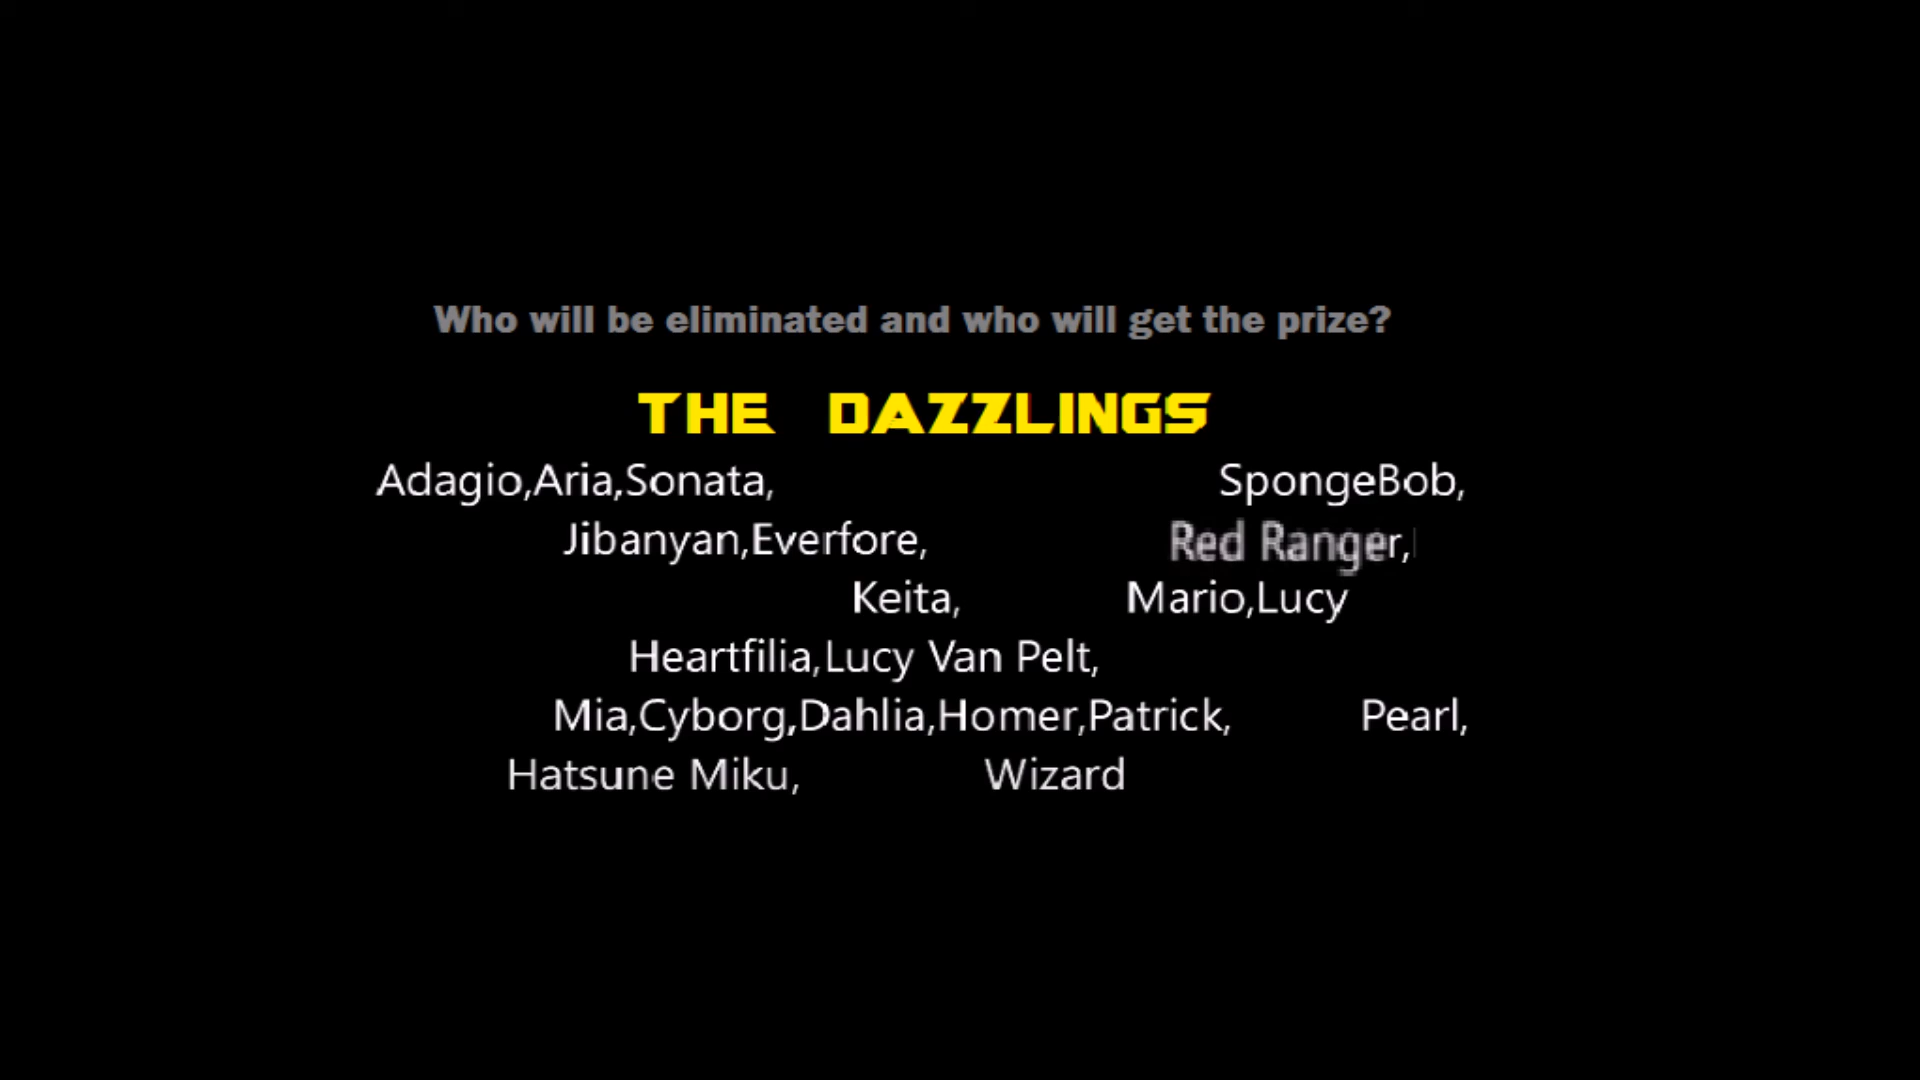 Who will be eliminated and who will get the prize?
THE DAZZLINGS
Adagio,Aria,Sonata, SpongeBob,
Jibanyan,Everfore, Red Ranger,
Keita, Mario,Lucy
Heartfilia,Lucy Van Pelt,
Mia,Cyborg,Dahlia,Homer,Patrick, Pearl,
Hatsune Miku, Wizard